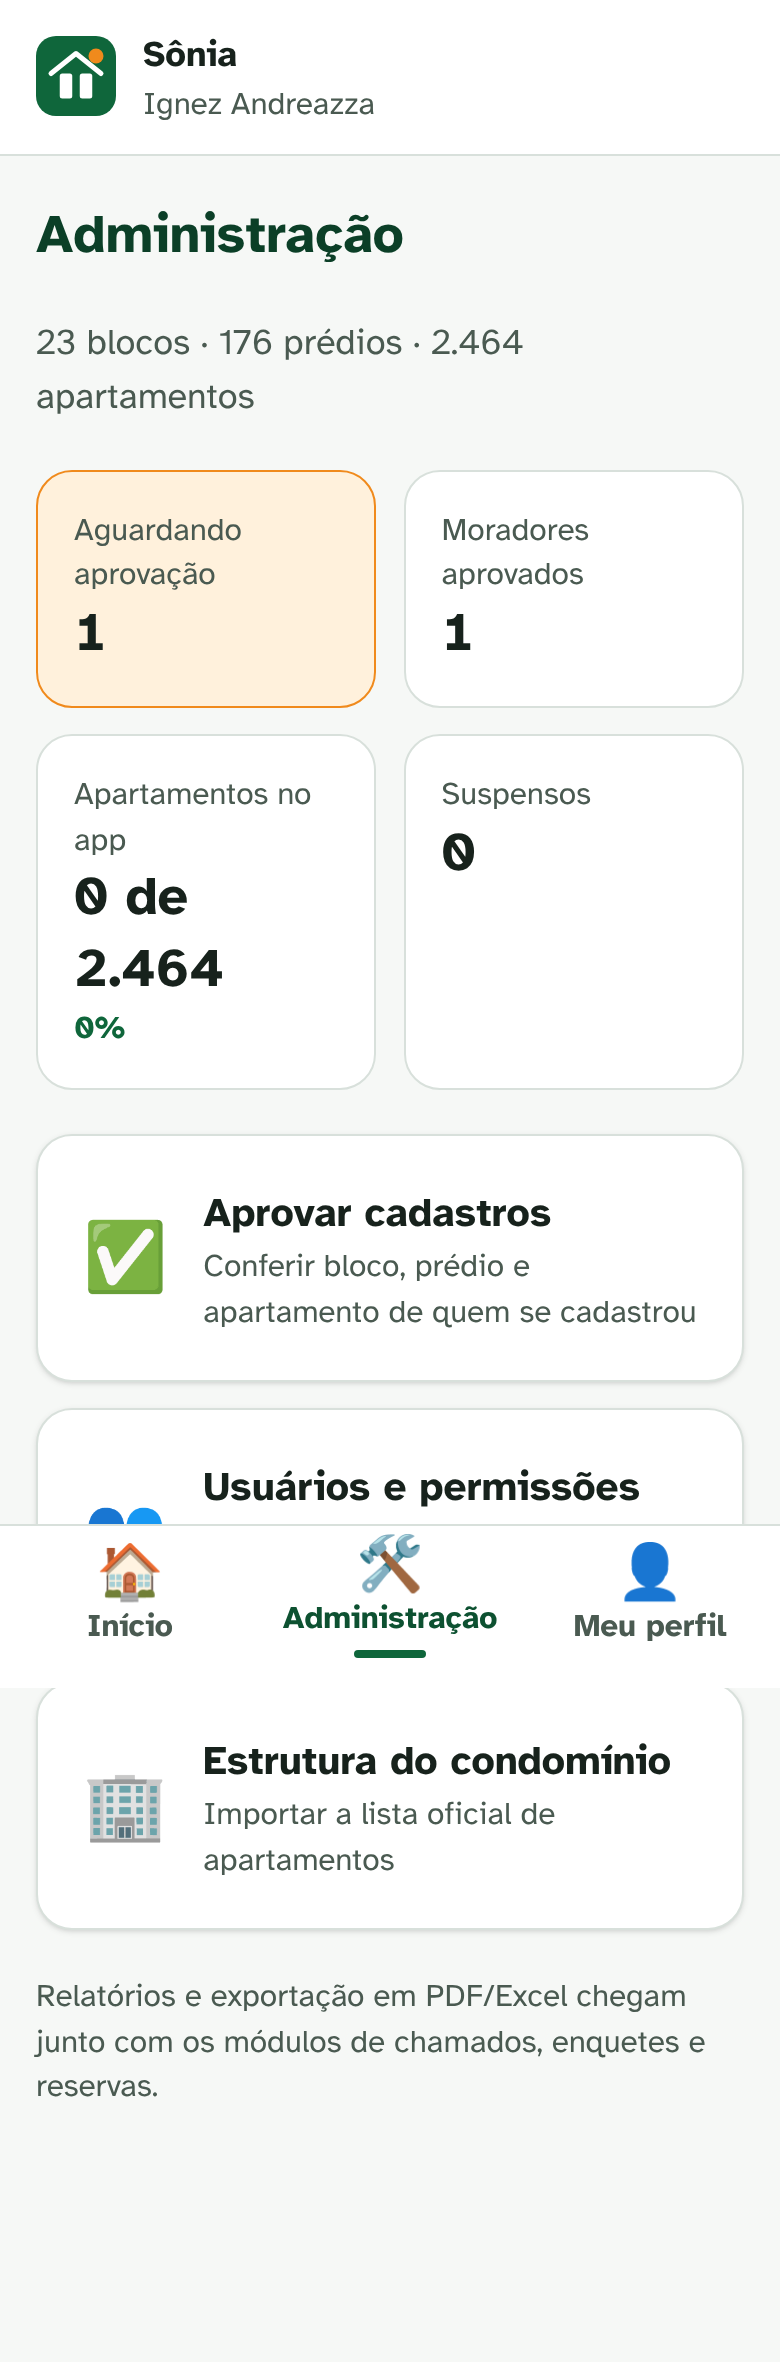 Sônia
Ignez Andreazza
Administração
23 blocos · 176 prédios · 2.464
apartamentos
Aguardando
aprovação
1
Moradores
aprovados
1
Apartamentos no
app
0 de
2.464
0%
Suspensos
0
Aprovar cadastros
Conferir bloco, prédio e
apartamento de quem se cadastrou
Usuários e permissões
Início
Administração
Meu perfil
Estrutura do condomínio
Importar a lista oficial de
apartamentos
Relatórios e exportação em PDF/Excel chegam
junto com os módulos de chamados, enquetes e
reservas.